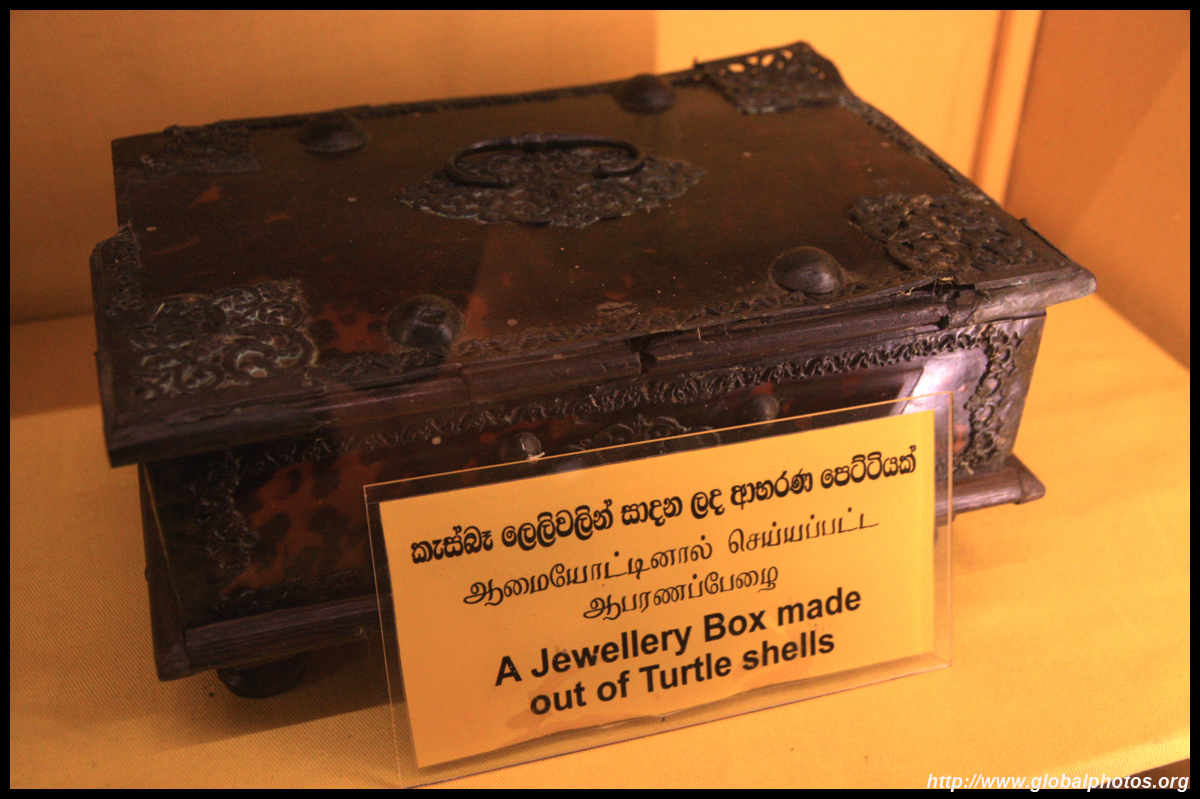 කැස්බෑ ලෙලිවලින් සාදන ලද ආභරණ පෙට්ටියක්
ஆமையோட்டினால் செய்யப்பட்ட
ஆபரணப்பேழை
A Jewellery Box made
out of Turtle shells
http://www.globalphotos.org